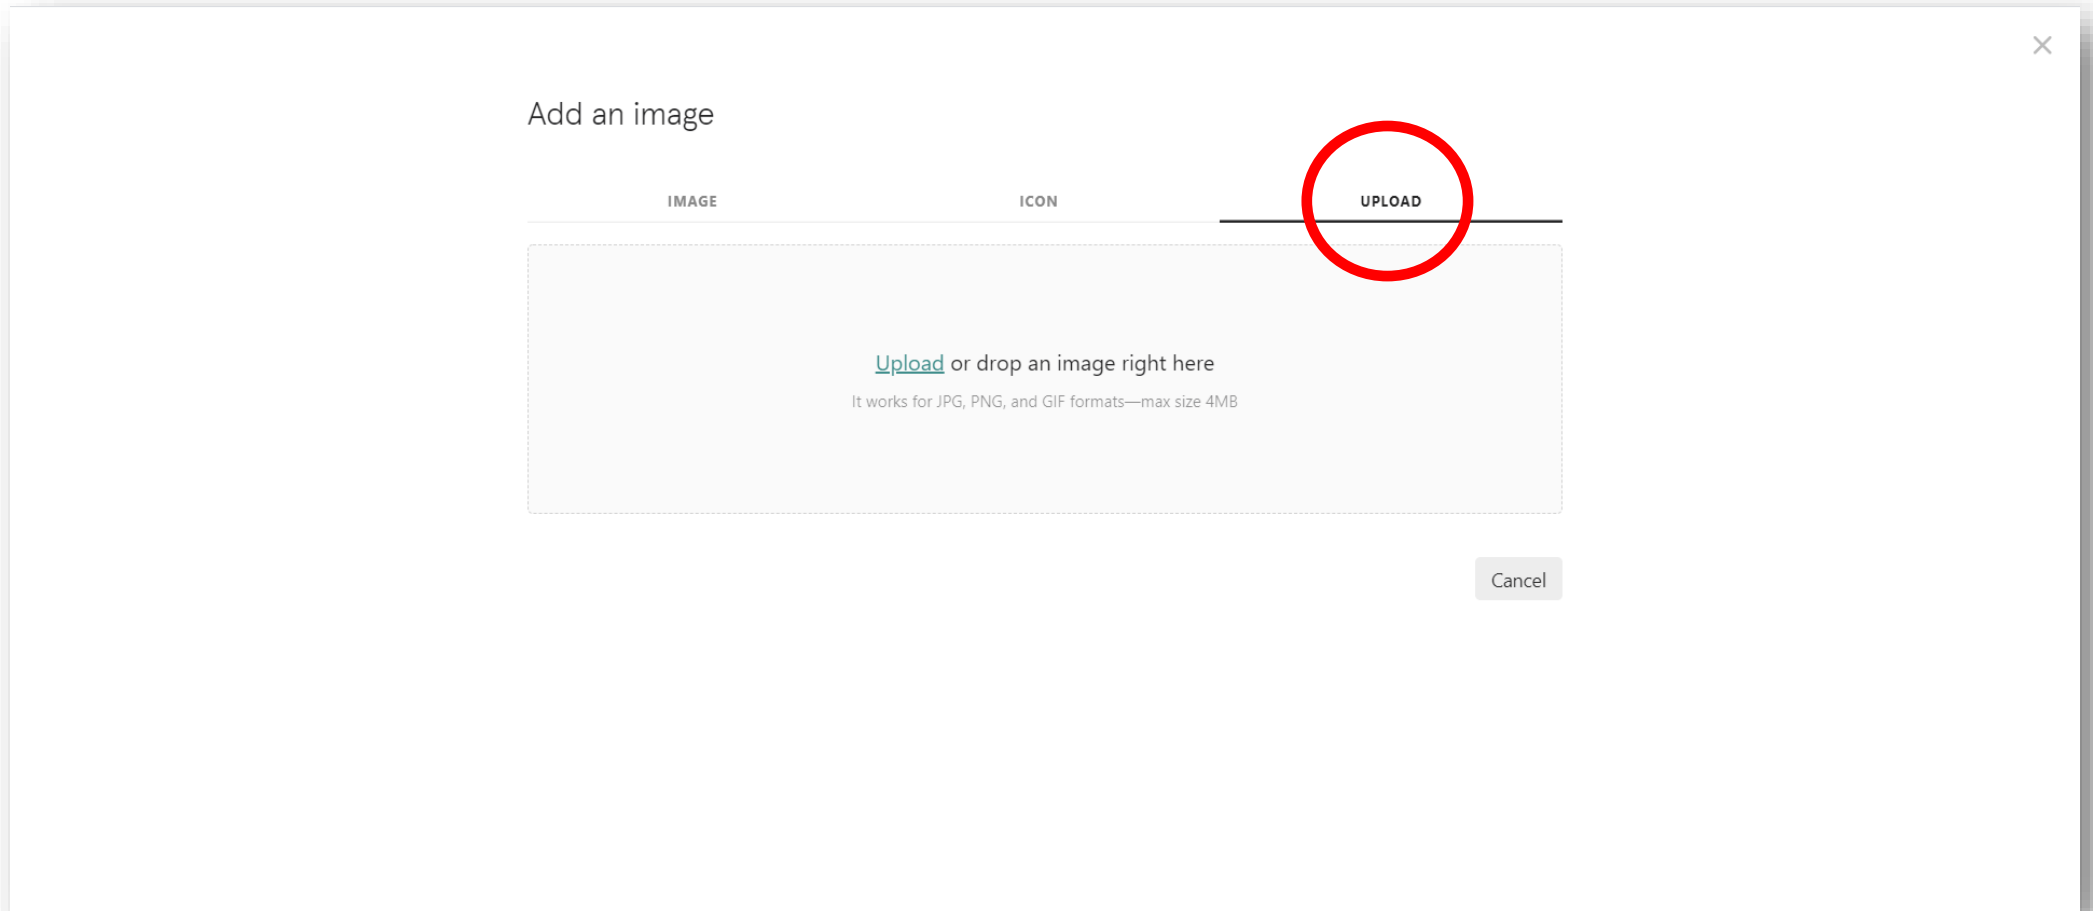 Add an image
IMAGE ICON UPLOAD
Upload or drop an image right here
It works for JPG, PNG, and GIF formats—max size 4MB
Cancel